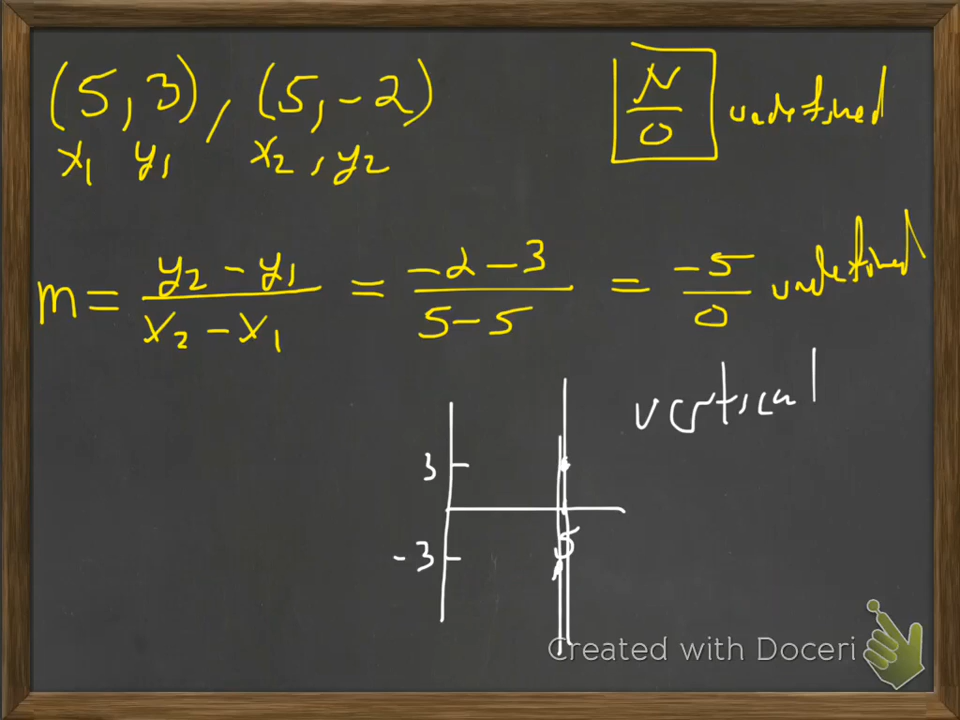 (5, 3), (5, -2)
x₁ y₁ x₂, y₂
N/0 undefined
m = (y₂ - y₁)/(x₂ - x₁) = (-2 - 3)/(5 - 5) = -5/0 undefined
vertical
3
5
-3
Created with Doceri